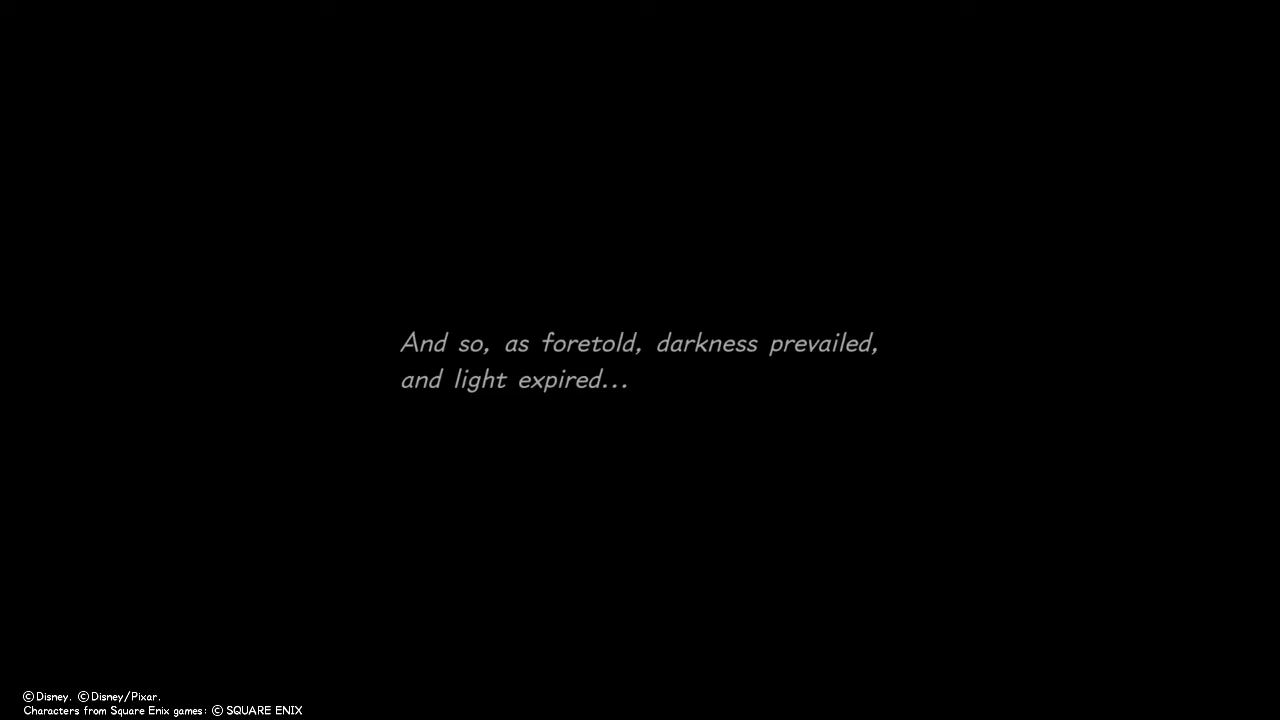 And so, as foretold, darkness prevailed,
and light expired...
©Disney. ©Disney/Pixar.
Characters from Square Enix games: © SQUARE ENIX